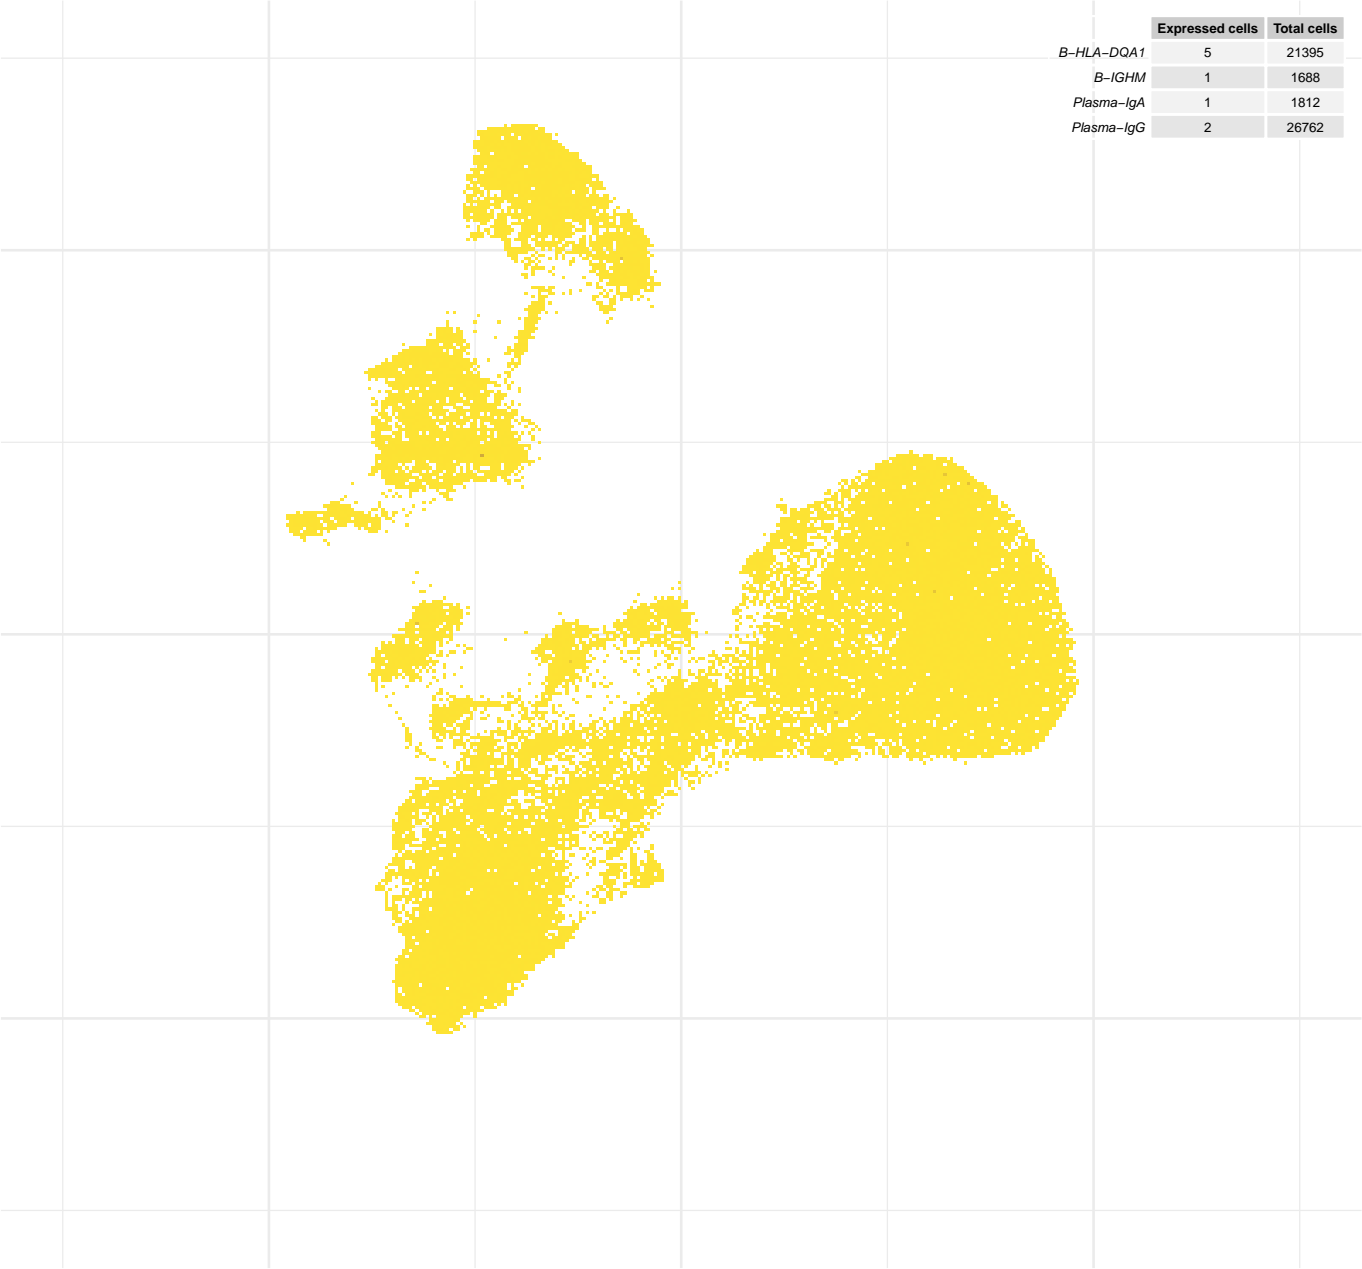 Expressed cells Total cells
B−HLA−DQA1 5 21395
B−IGHM 1 1688
Plasma−IgA 1 1812
Plasma−IgG 2 26762